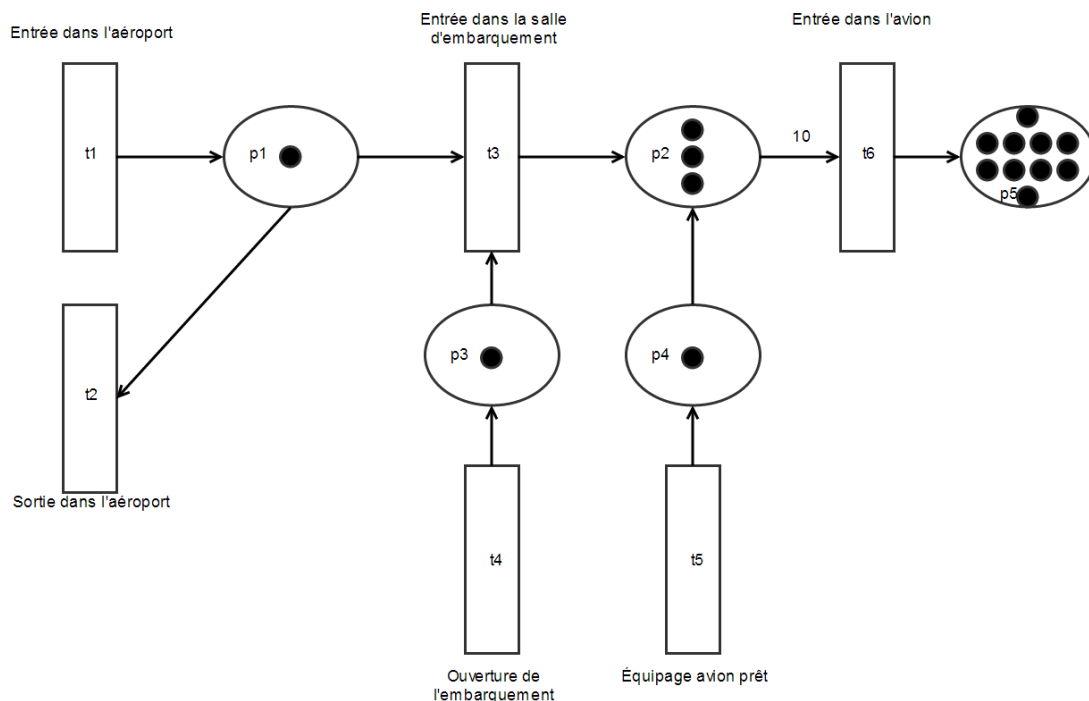 Entrée dans l'aéroport
Entrée dans la salle
d'embarquement
Entrée dans l'avion
t1
p1
t3
p2
10
t6
p5
t2
p3
p4
Sortie dans l'aéroport
t4
t5
Ouverture de
l'embarquement
Équipage avion prêt